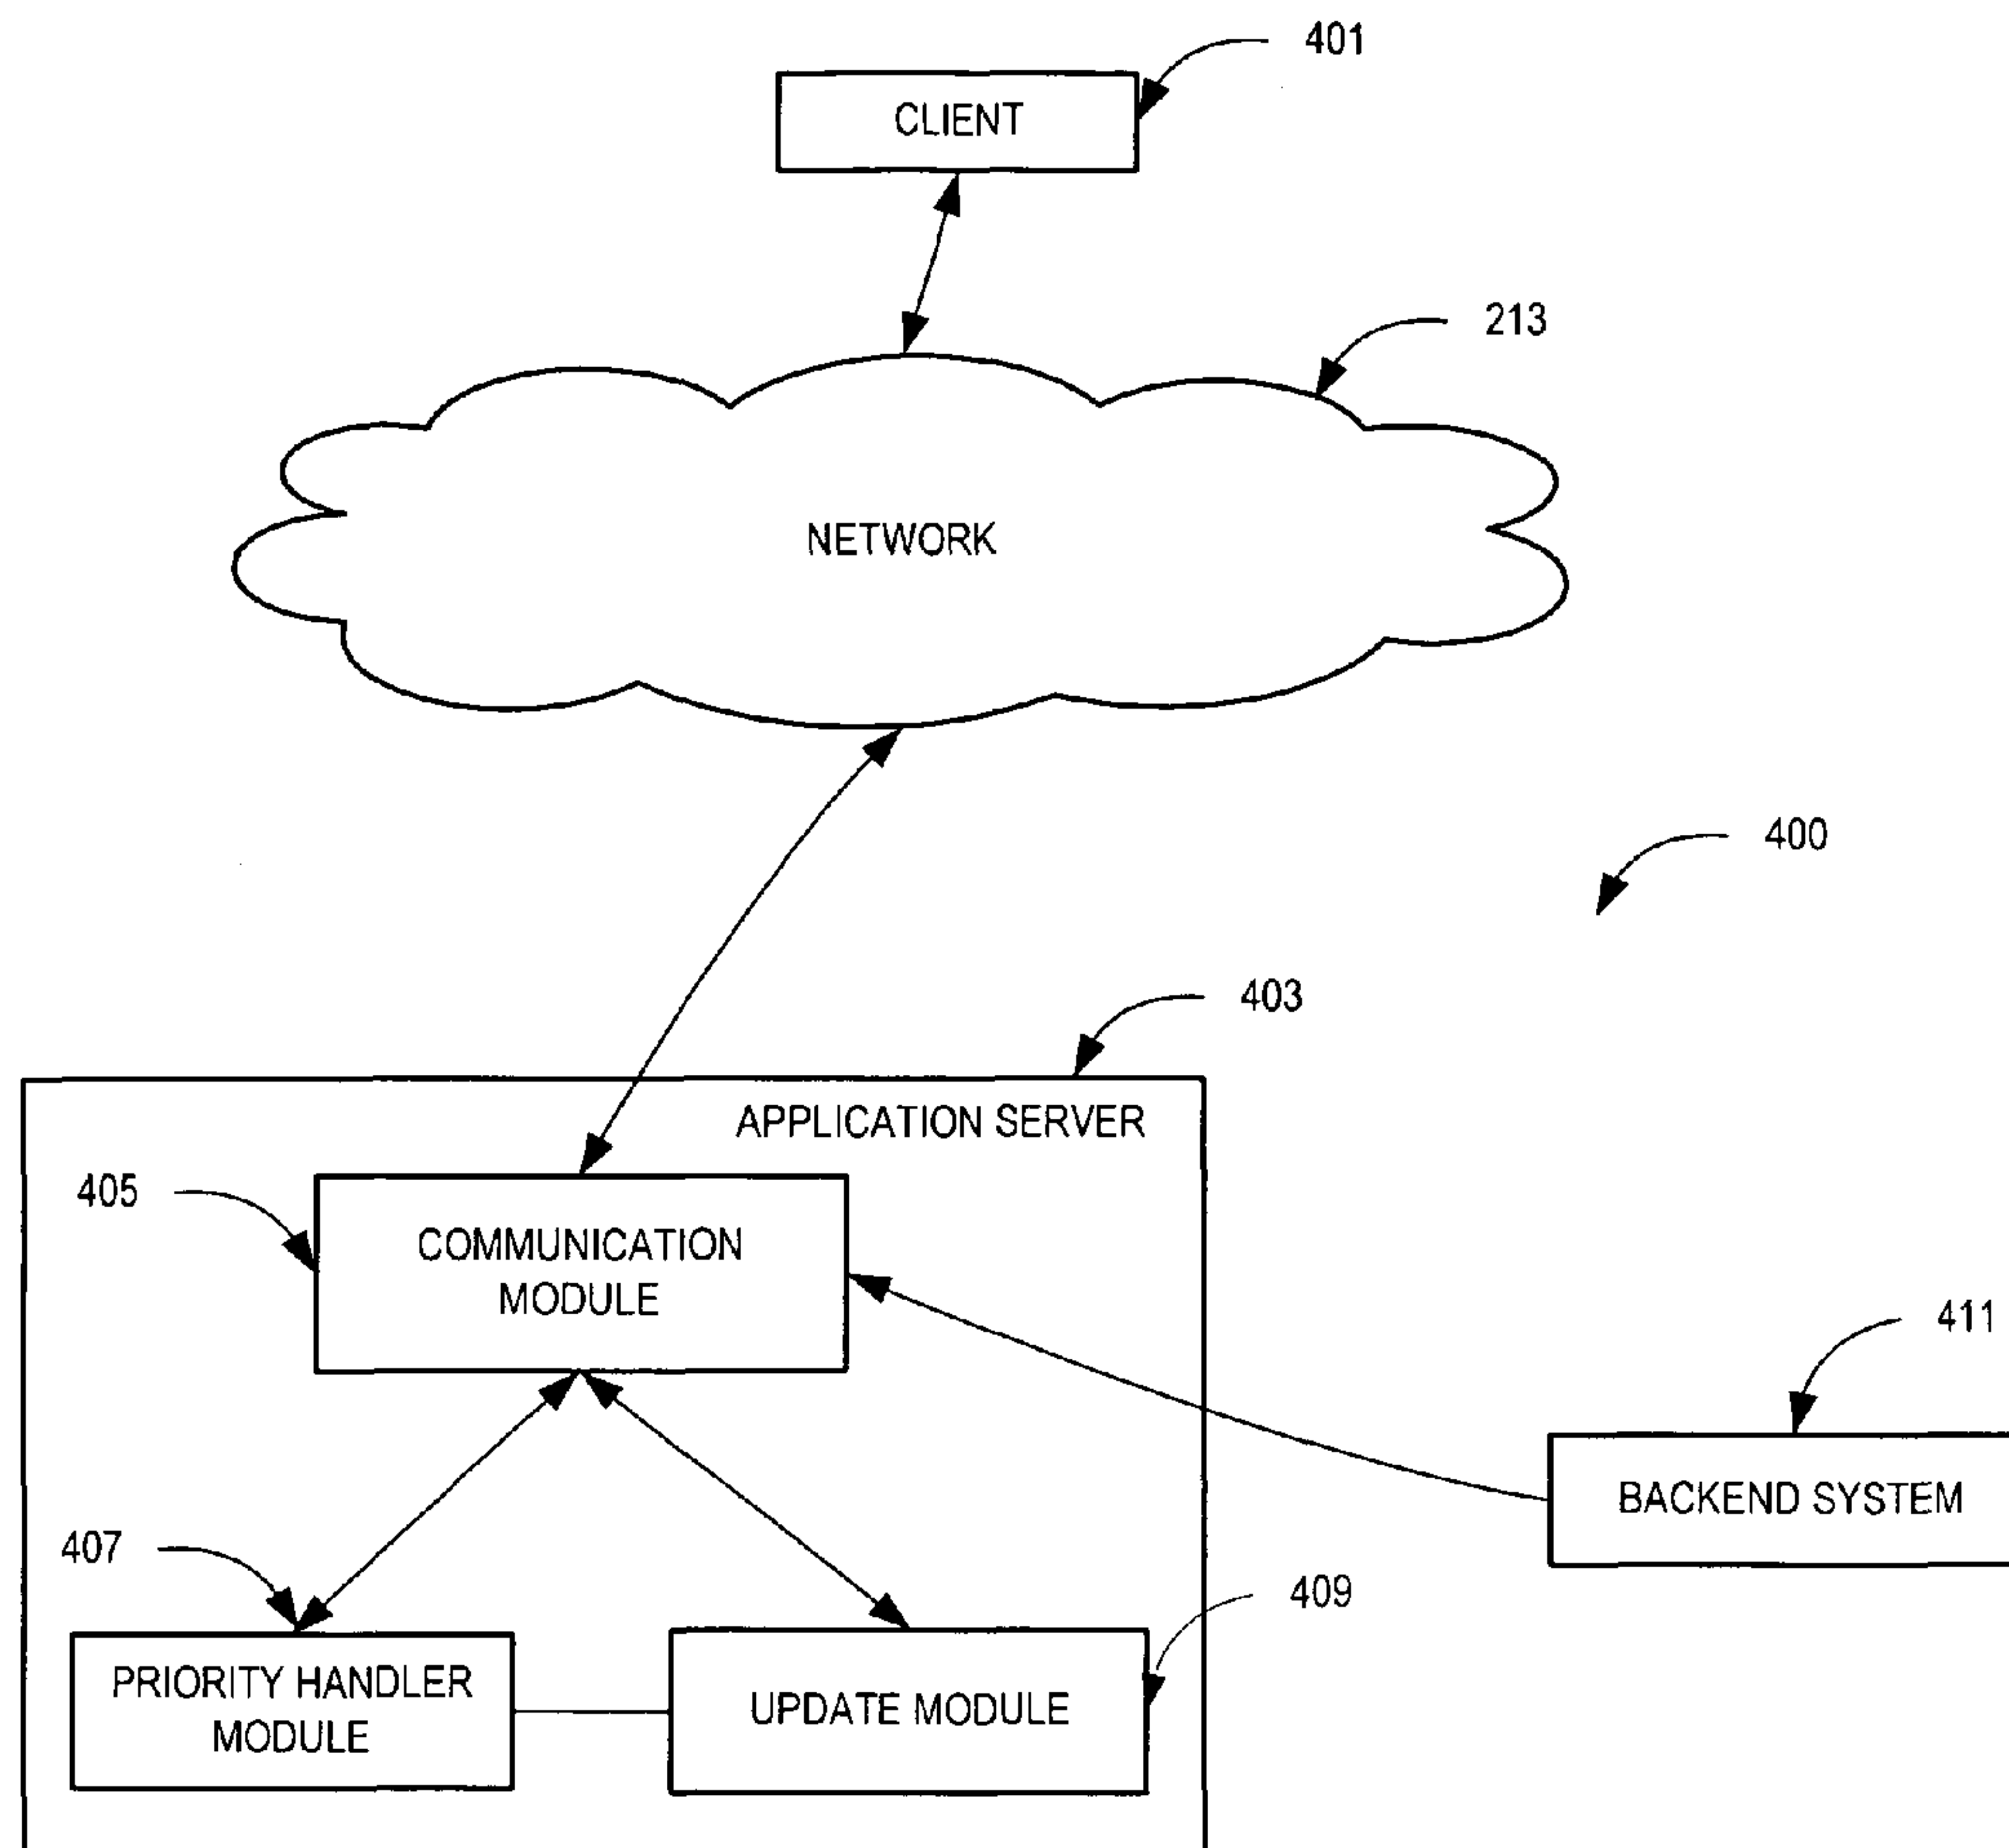 401
CLIENT
213
NETWORK
400
403
APPLICATION SERVER
405
COMMUNICATION
MODULE
411
BACKEND SYSTEM
407
409
PRIORITY HANDLER
MODULE
UPDATE MODULE